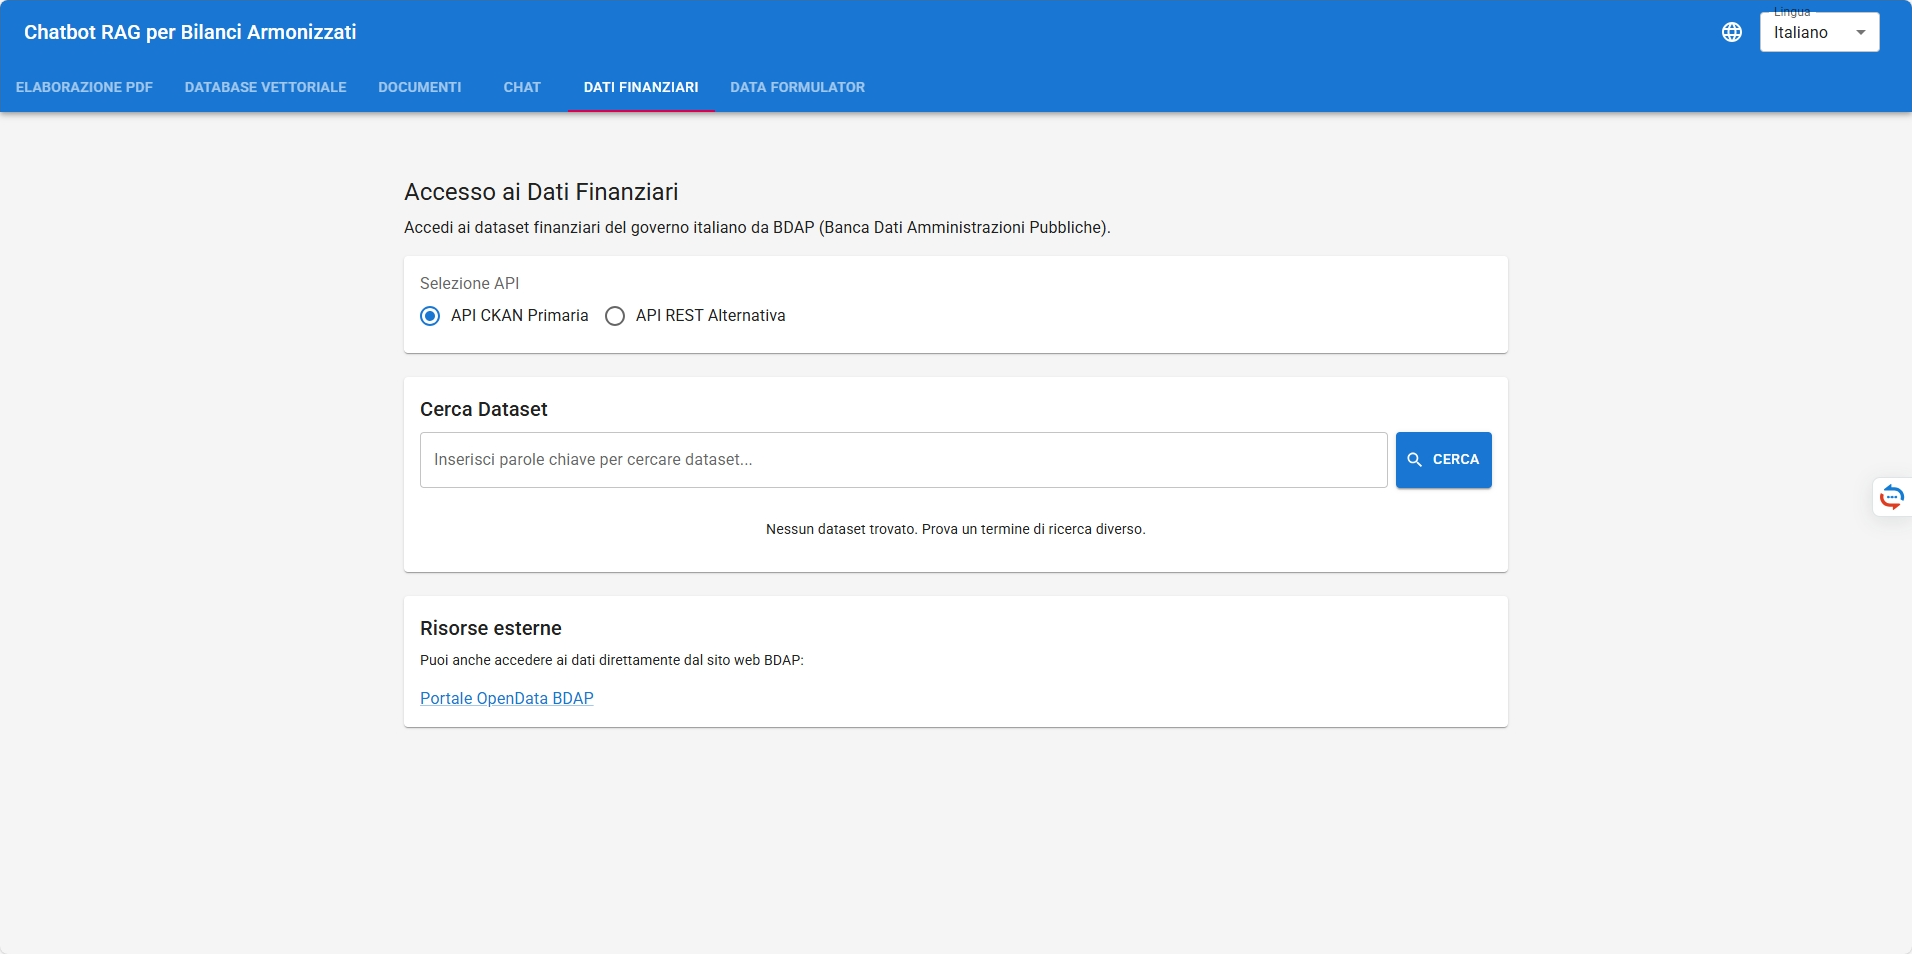 Chatbot RAG per Bilanci Armonizzati
Lingua
Italiano
ELABORAZIONE PDF
DATABASE VETTORIALE
DOCUMENTI
CHAT
DATI FINANZIARI
DATA FORMULATOR
Accesso ai Dati Finanziari
Accedi ai dataset finanziari del governo italiano da BDAP (Banca Dati Amministrazioni Pubbliche).
Selezione API
API CKAN Primaria
API REST Alternativa
Cerca Dataset
Inserisci parole chiave per cercare dataset...
CERCA
Nessun dataset trovato. Prova un termine di ricerca diverso.
Risorse esterne
Puoi anche accedere ai dati direttamente dal sito web BDAP:
Portale OpenData BDAP